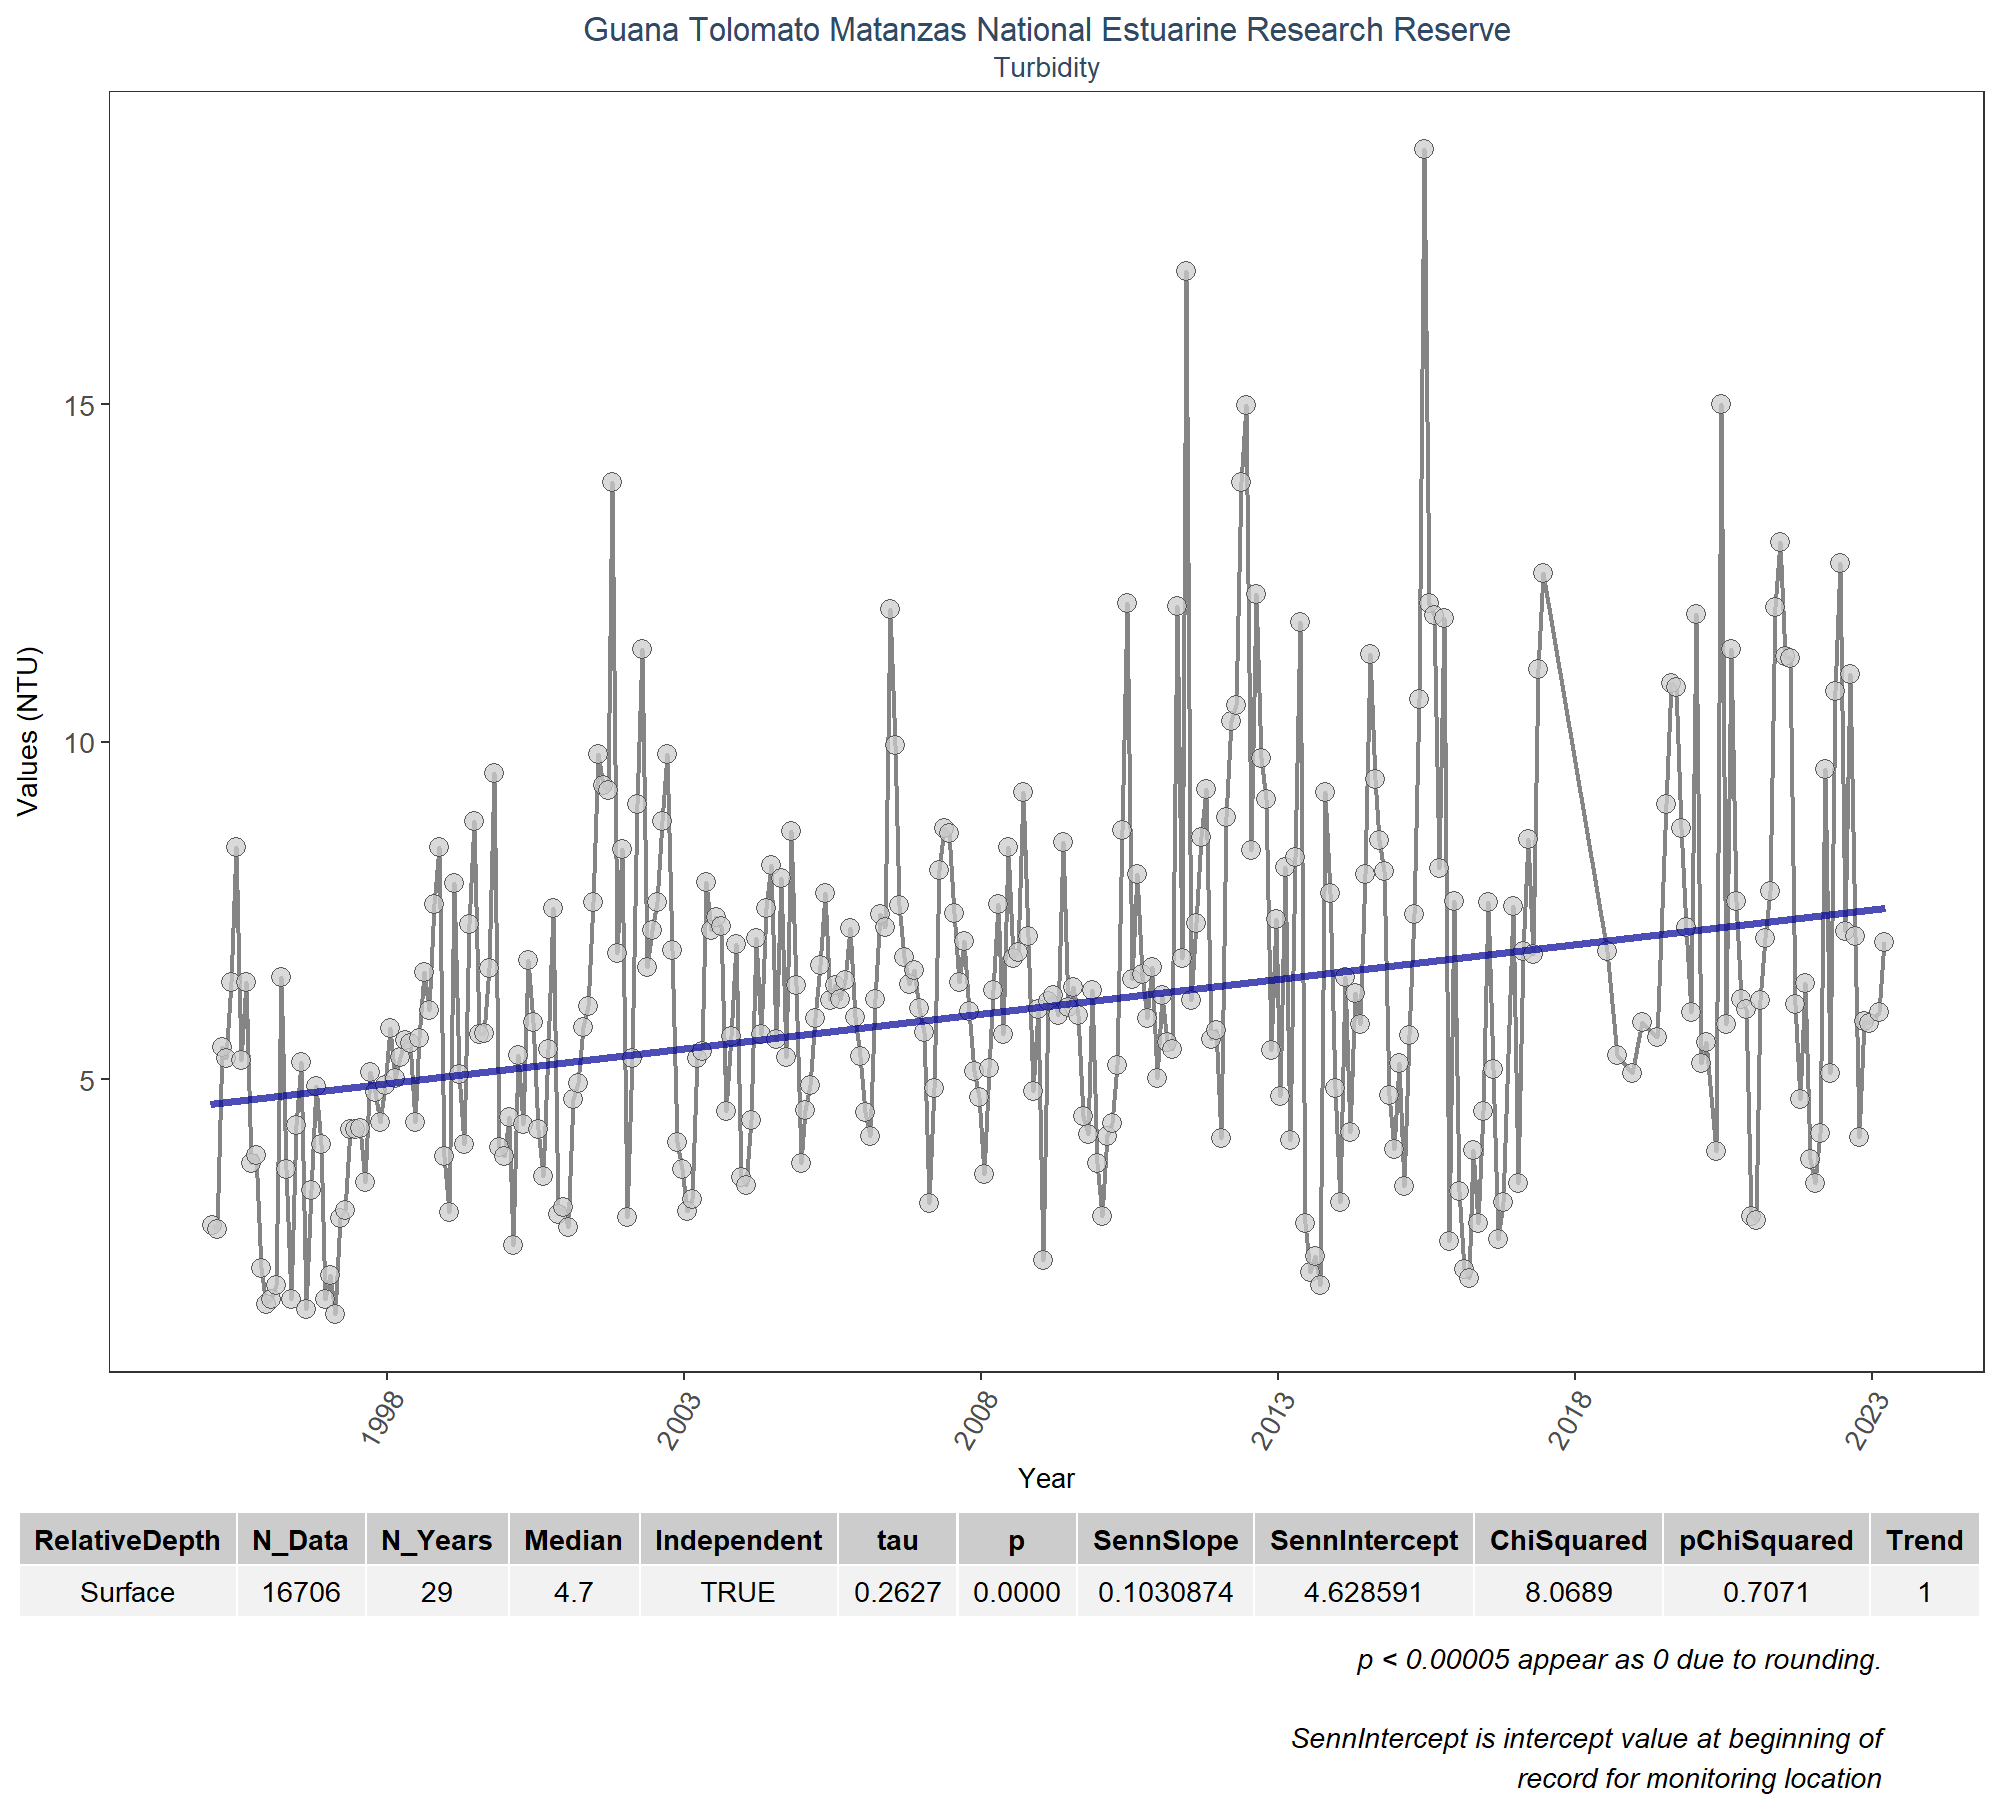 Guana Tolomato Matanzas National Estuarine Research Reserve
Turbidity
Values (NTU)
15
10
5
1998 2003 2008 2013 2018 2023
Year
RelativeDepth N_Data N_Years Median Independent tau p SennSlope SennIntercept ChiSquared pChiSquared Trend
Surface 16706 29 4.7 TRUE 0.2627 0.0000 0.1030874 4.628591 8.0689 0.7071 1
p < 0.00005 appear as 0 due to rounding.
SennIntercept is intercept value at beginning of
record for monitoring location